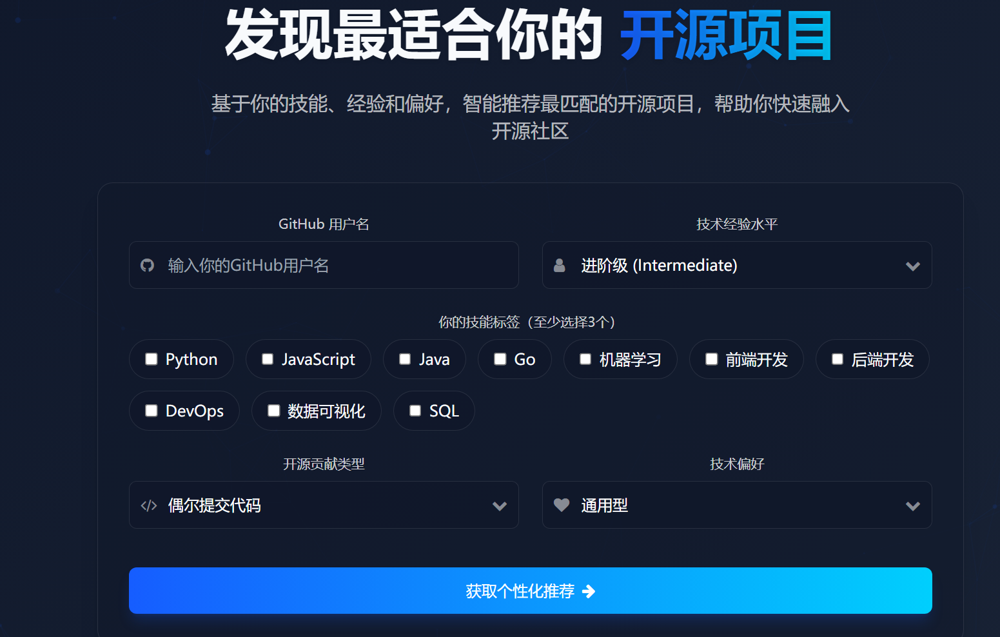 发现最适合你的 开源项目
基于你的技能、经验和偏好，智能推荐最匹配的开源项目，帮助你快速融入
开源社区
GitHub 用户名
技术经验水平
输入你的GitHub用户名
进阶级 (Intermediate)
你的技能标签（至少选择3个）
Python
JavaScript
Java
Go
机器学习
前端开发
后端开发
DevOps
数据可视化
SQL
开源贡献类型
技术偏好
偶尔提交代码
通用型
获取个性化推荐